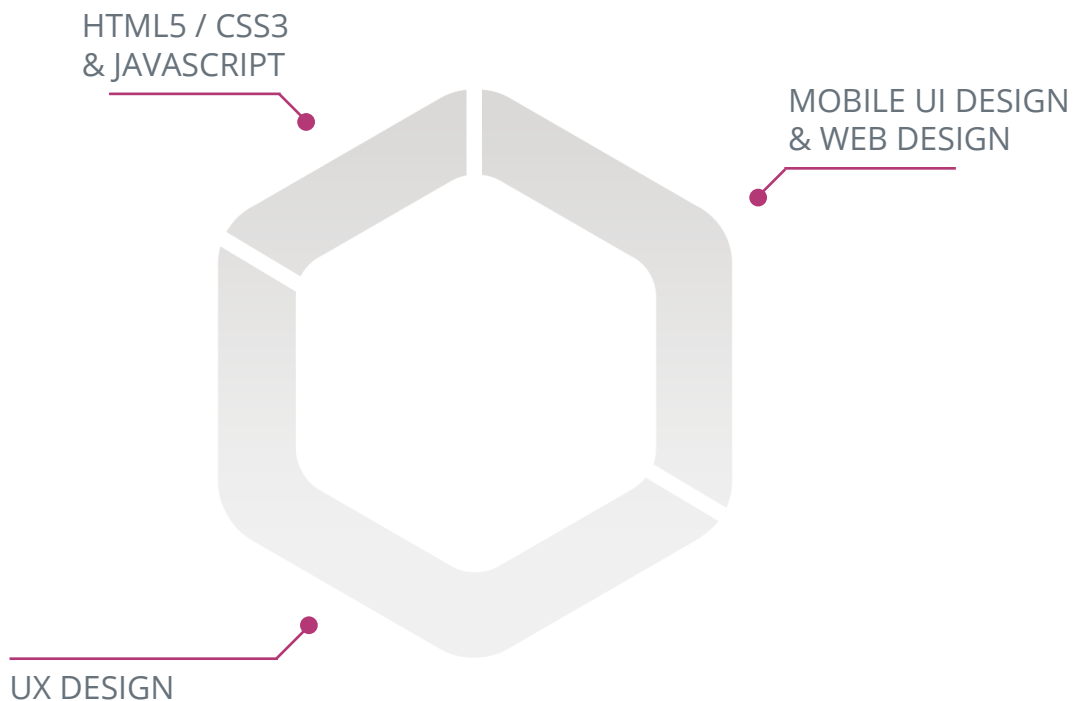 HTML5 / CSS3
& JAVASCRIPT
MOBILE UI DESIGN
& WEB DESIGN
UX DESIGN